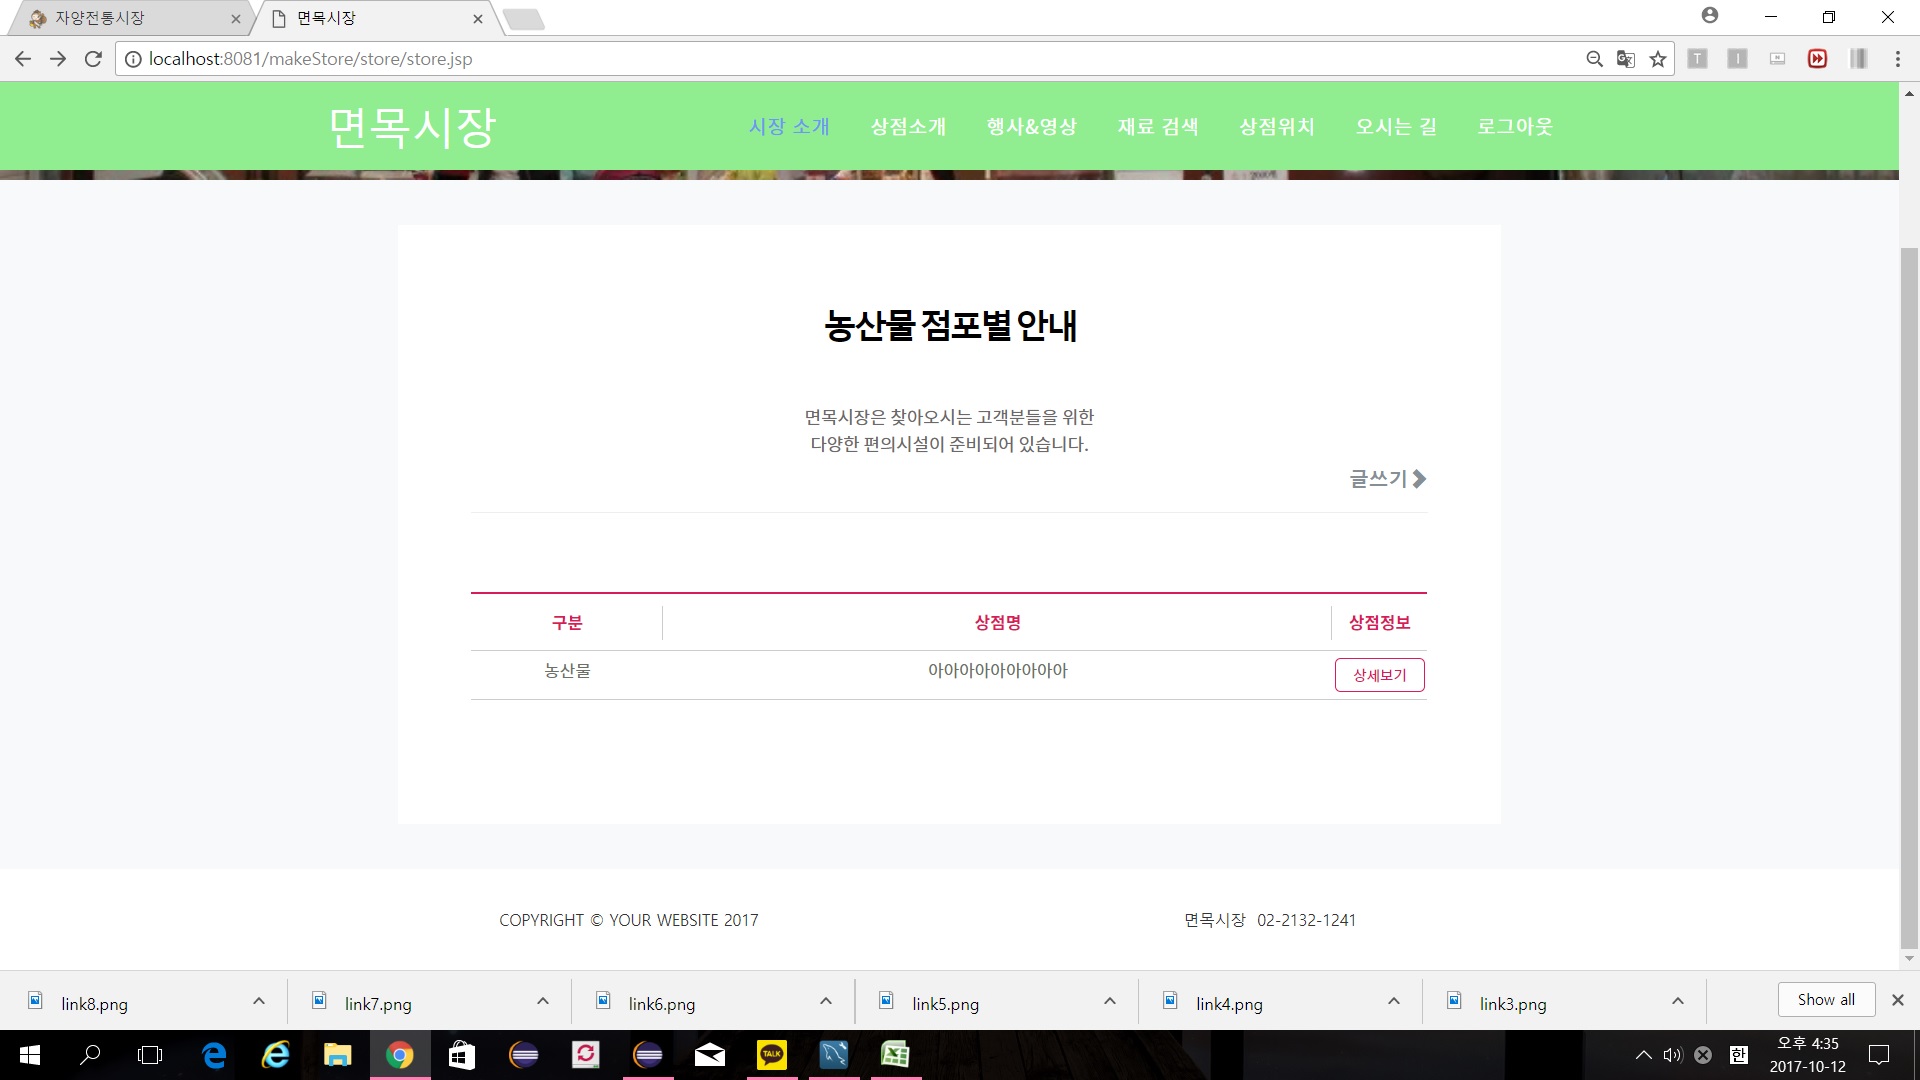 자양전통시장
면목시장
localhost:8081/makeStore/store/store.jsp
면목시장
시장 소개 상점소개 행사&영상 재료 검색 상점위치 오시는 길 로그아웃
농산물 점포별 안내
면목시장은 찾아오시는 고객분들을 위한
다양한 편의시설이 준비되어 있습니다.
글쓰기
구분 상점명 상점정보
농산물 아아아아아아아아아 상세보기
COPYRIGHT © YOUR WEBSITE 2017 면목시장 02-2132-1241
link8.png link7.png link6.png link5.png link4.png link3.png Show all
TALK 한 오후 4:35
2017-10-12